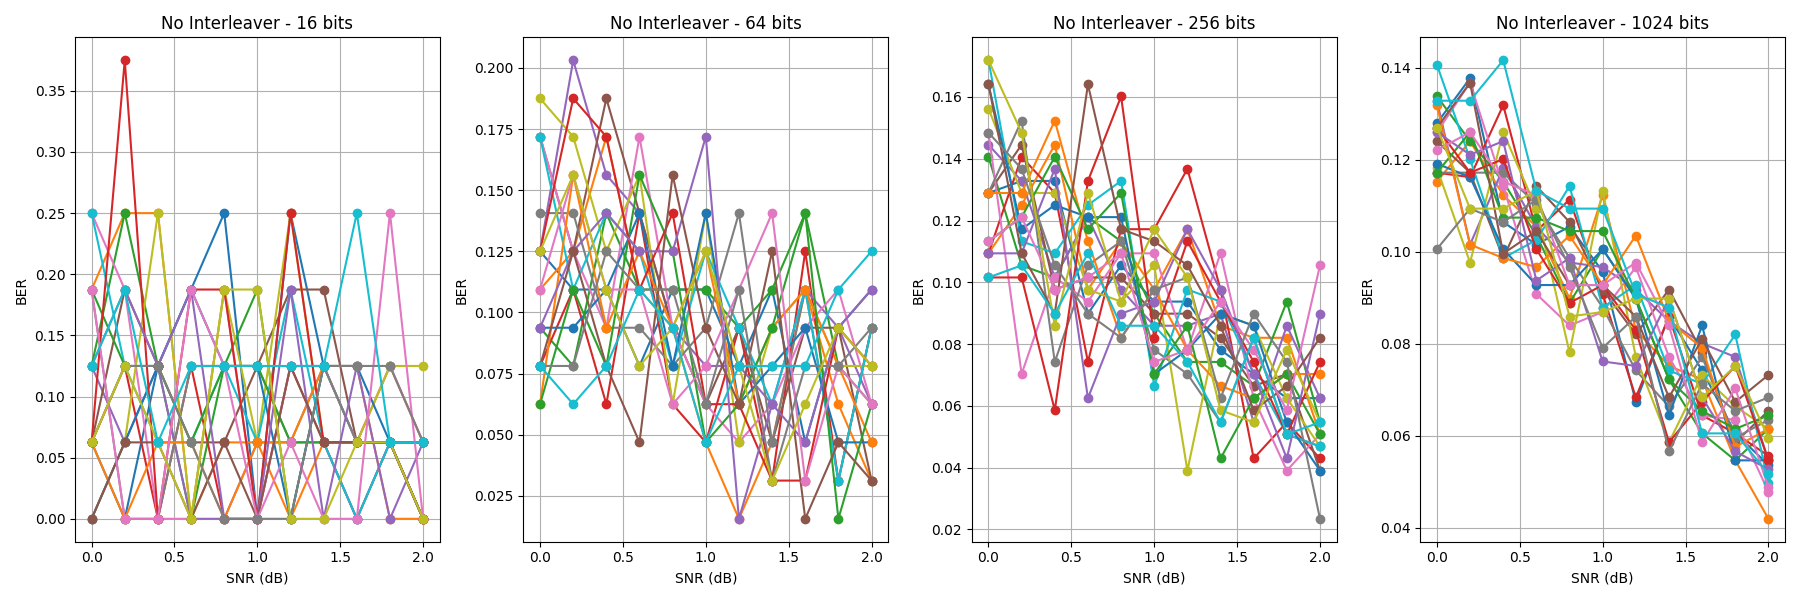 No Interleaver - 16 bits
BER
0.35
0.30
0.25
0.20
0.15
0.10
0.05
0.00
0.0 0.5 1.0 1.5 2.0
SNR (dB)
No Interleaver - 64 bits
BER
0.200
0.175
0.150
0.125
0.100
0.075
0.050
0.025
0.0 0.5 1.0 1.5 2.0
SNR (dB)
No Interleaver - 256 bits
BER
0.16
0.14
0.12
0.10
0.08
0.06
0.04
0.02
0.0 0.5 1.0 1.5 2.0
SNR (dB)
No Interleaver - 1024 bits
BER
0.14
0.12
0.10
0.08
0.06
0.04
0.0 0.5 1.0 1.5 2.0
SNR (dB)